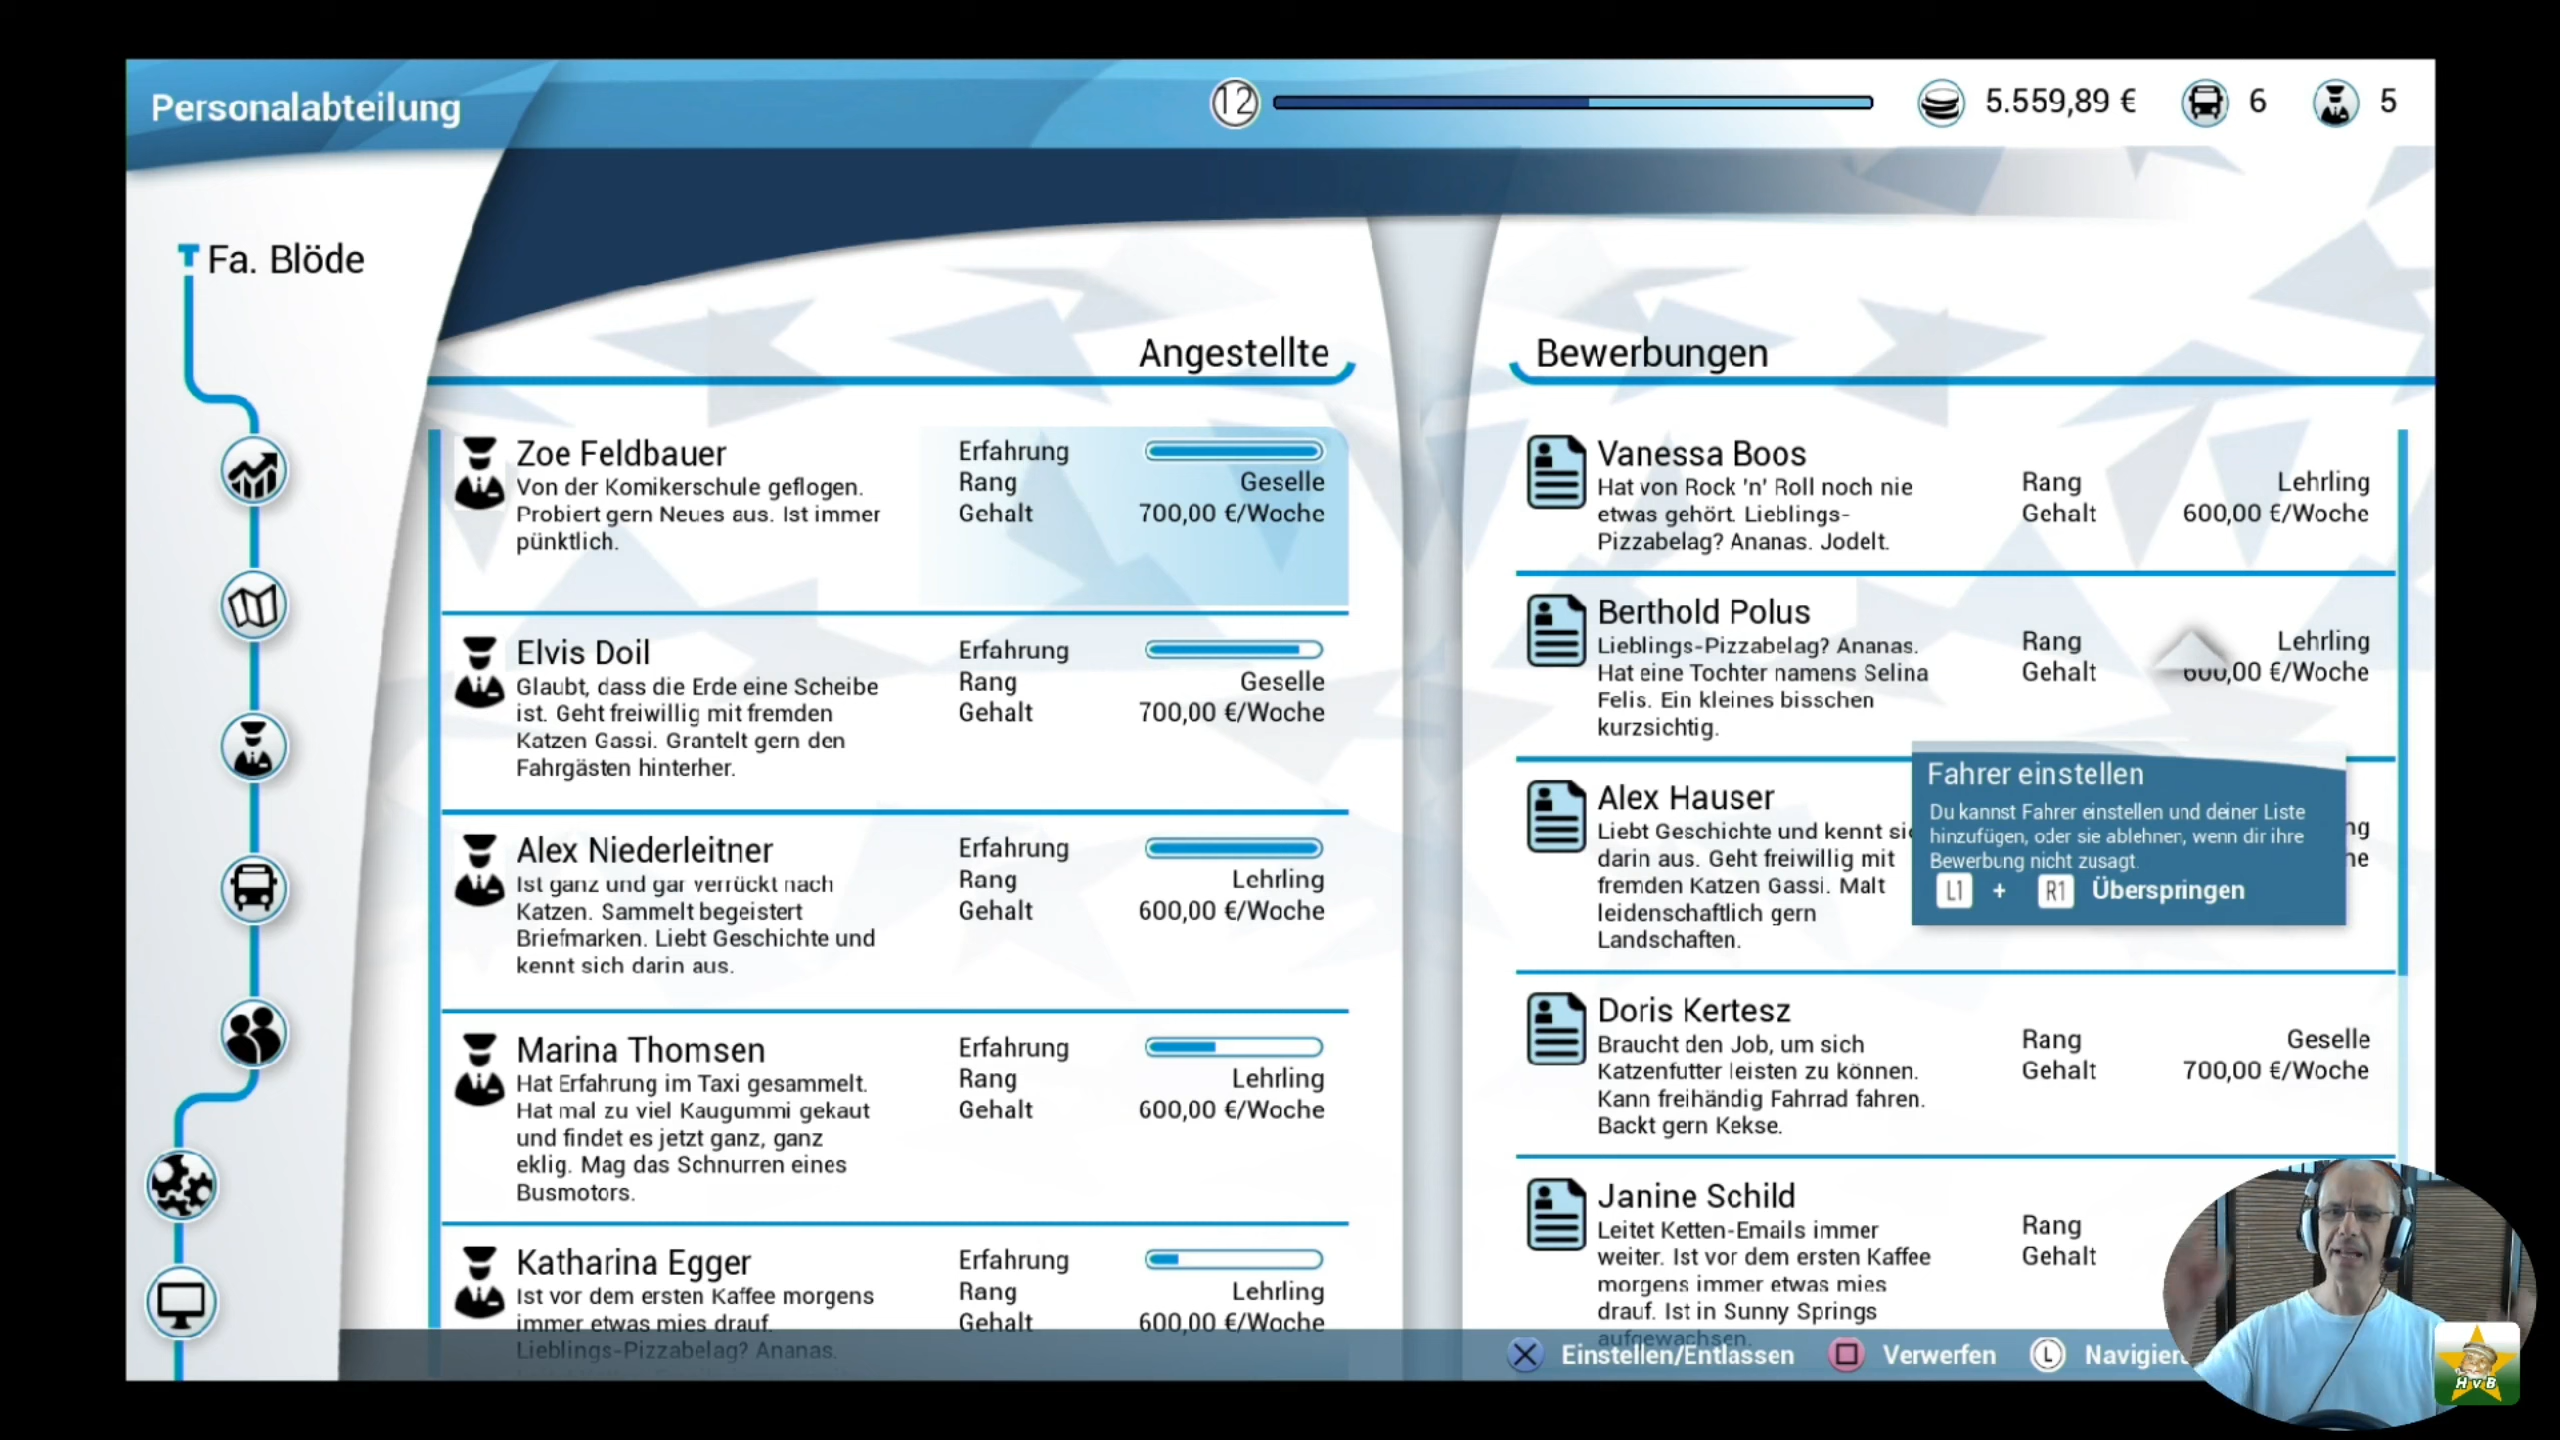 Personalabteilung
12
5.559,89 €
6
5
Fa. Blöde
Angestellte
Zoe Feldbauer
Von der Komikerschule geflogen.
Probiert gern Neues aus. Ist immer
pünktlich.
Erfahrung
Rang Geselle
Gehalt 700,00 €/Woche
Elvis Doil
Glaubt, dass die Erde eine Scheibe
ist. Geht freiwillig mit fremden
Katzen Gassi. Grantelt gern den
Fahrgästen hinterher.
Erfahrung
Rang Geselle
Gehalt 700,00 €/Woche
Alex Niederleitner
Ist ganz und gar verrückt nach
Katzen. Sammelt begeistert
Briefmarken. Liebt Geschichte und
kennt sich darin aus.
Erfahrung
Rang Lehrling
Gehalt 600,00 €/Woche
Marina Thomsen
Hat Erfahrung im Taxi gesammelt.
Hat mal zu viel Kaugummi gekaut
und findet es jetzt ganz, ganz
eklig. Mag das Schnurren eines
Busmotors.
Erfahrung
Rang Lehrling
Gehalt 600,00 €/Woche
Katharina Egger
Ist vor dem ersten Kaffee morgens
immer etwas mies drauf.
Lieblings-Pizzabelag? Ananas.
Erfahrung
Rang Lehrling
Gehalt 600,00 €/Woche
Bewerbungen
Vanessa Boos
Hat von Rock 'n' Roll noch nie
etwas gehört. Lieblings-
Pizzabelag? Ananas. Jodelt.
Rang Lehrling
Gehalt 600,00 €/Woche
Berthold Polus
Lieblings-Pizzabelag? Ananas.
Hat eine Tochter namens Selina
Felis. Ein kleines bisschen
kurzsichtig.
Rang Lehrling
Gehalt 600,00 €/Woche
Alex Hauser
Liebt Geschichte und kennt sic
darin aus. Geht freiwillig mit
fremden Katzen Gassi. Malt
leidenschaftlich gern
Landschaften.
ng
he
Fahrer einstellen
Du kannst Fahrer einstellen und deiner Liste
hinzufügen, oder sie ablehnen, wenn dir ihre
Bewerbung nicht zusagt.
L1 + R1 Überspringen
Doris Kertesz
Braucht den Job, um sich
Katzenfutter leisten zu können.
Kann freihändig Fahrrad fahren.
Backt gern Kekse.
Rang Geselle
Gehalt 700,00 €/Woche
Janine Schild
Leitet Ketten-Emails immer
weiter. Ist vor dem ersten Kaffee
morgens immer etwas mies
drauf. Ist in Sunny Springs
aufgewachsen.
Rang
Gehalt
Einstellen/Entlassen
Verwerfen
L Navigier
HvB